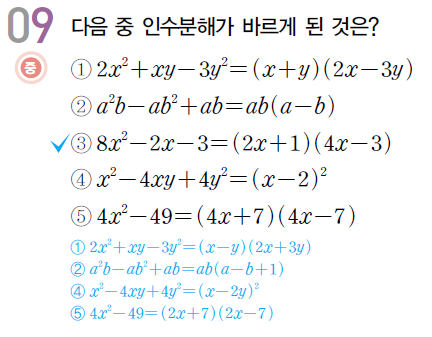 09 다음 중 인수분해가 바르게 된 것은?
중
① 2x²+xy−3y²=(x+y)(2x−3y)
② a²b−ab²+ab=ab(a−b)
③ 8x²−2x−3=(2x+1)(4x−3)
④ x²−4xy+4y²=(x−2)²
⑤ 4x²−49=(4x+7)(4x−7)
① 2x²+xy−3y²=(x−y)(2x+3y)
② a²b−ab²+ab=ab(a−b+1)
④ x²−4xy+4y²=(x−2y)²
⑤ 4x²−49=(2x+7)(2x−7)